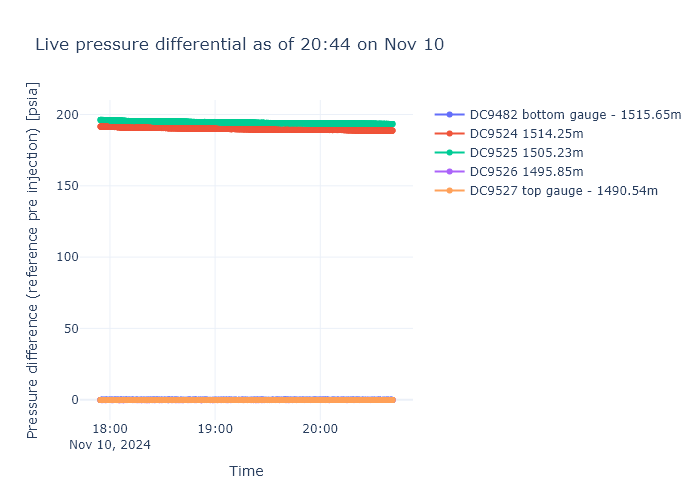 Live pressure differential as of 20:44 on Nov 10
Pressure difference (reference pre injection) [psia]
200
150
100
50
0
18:00
Nov 10, 2024
19:00
20:00
Time
DC9482 bottom gauge - 1515.65m
DC9524 1514.25m
DC9525 1505.23m
DC9526 1495.85m
DC9527 top gauge - 1490.54m